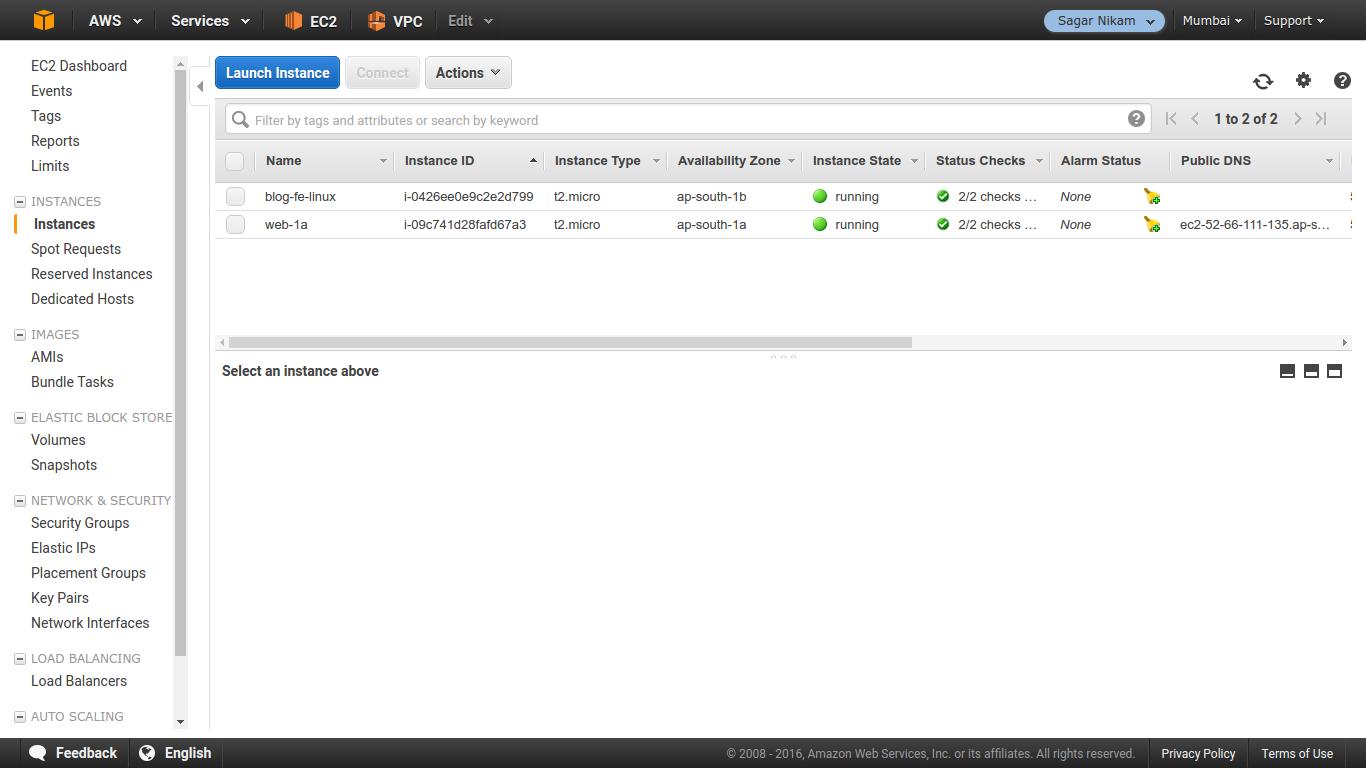 AWS Services EC2 VPC Edit Sagar Nikam Mumbai Support
EC2 Dashboard
Events
Tags
Reports
Limits
INSTANCES
Instances
Spot Requests
Reserved Instances
Dedicated Hosts
IMAGES
AMIs
Bundle Tasks
ELASTIC BLOCK STORE
Volumes
Snapshots
NETWORK & SECURITY
Security Groups
Elastic IPs
Placement Groups
Key Pairs
Network Interfaces
LOAD BALANCING
Load Balancers
AUTO SCALING
Launch Instance Connect Actions
Filter by tags and attributes or search by keyword 1 to 2 of 2
Name Instance ID Instance Type Availability Zone Instance State Status Checks Alarm Status Public DNS
blog-fe-linux i-0426ee0e9c2e2d799 t2.micro ap-south-1b running 2/2 checks ... None
web-1a i-09c741d28fafd67a3 t2.micro ap-south-1a running 2/2 checks ... None ec2-52-66-111-135.ap-s...
Select an instance above
Feedback English © 2008 - 2016, Amazon Web Services, Inc. or its affiliates. All rights reserved. Privacy Policy Terms of Use